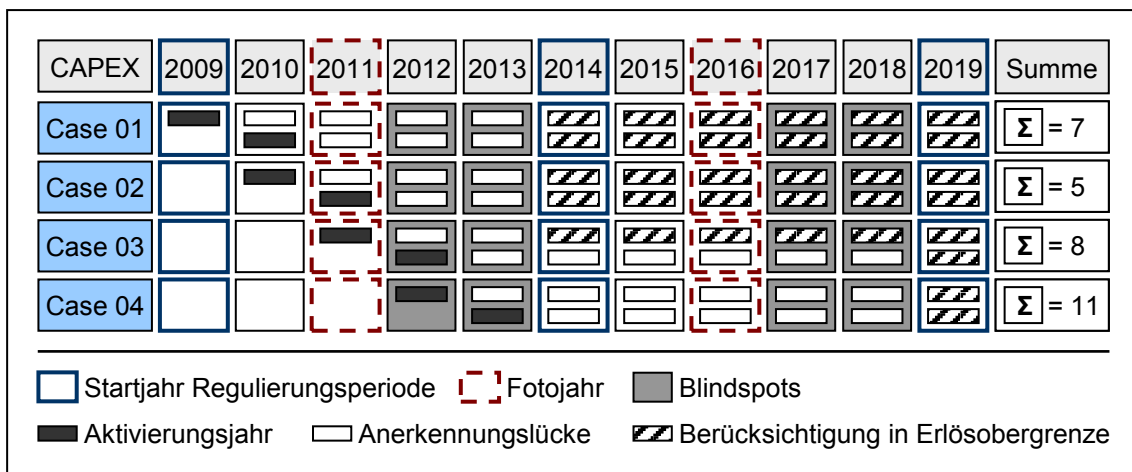 CAPEX 2009 2010 2011 2012 2013 2014 2015 2016 2017 2018 2019 Summe
Case 01 Σ = 7
Case 02 Σ = 5
Case 03 Σ = 8
Case 04 Σ = 11
Startjahr Regulierungsperiode Fotojahr Blindspots
Aktivierungsjahr Anerkennungslücke Berücksichtigung in Erlösobergrenze